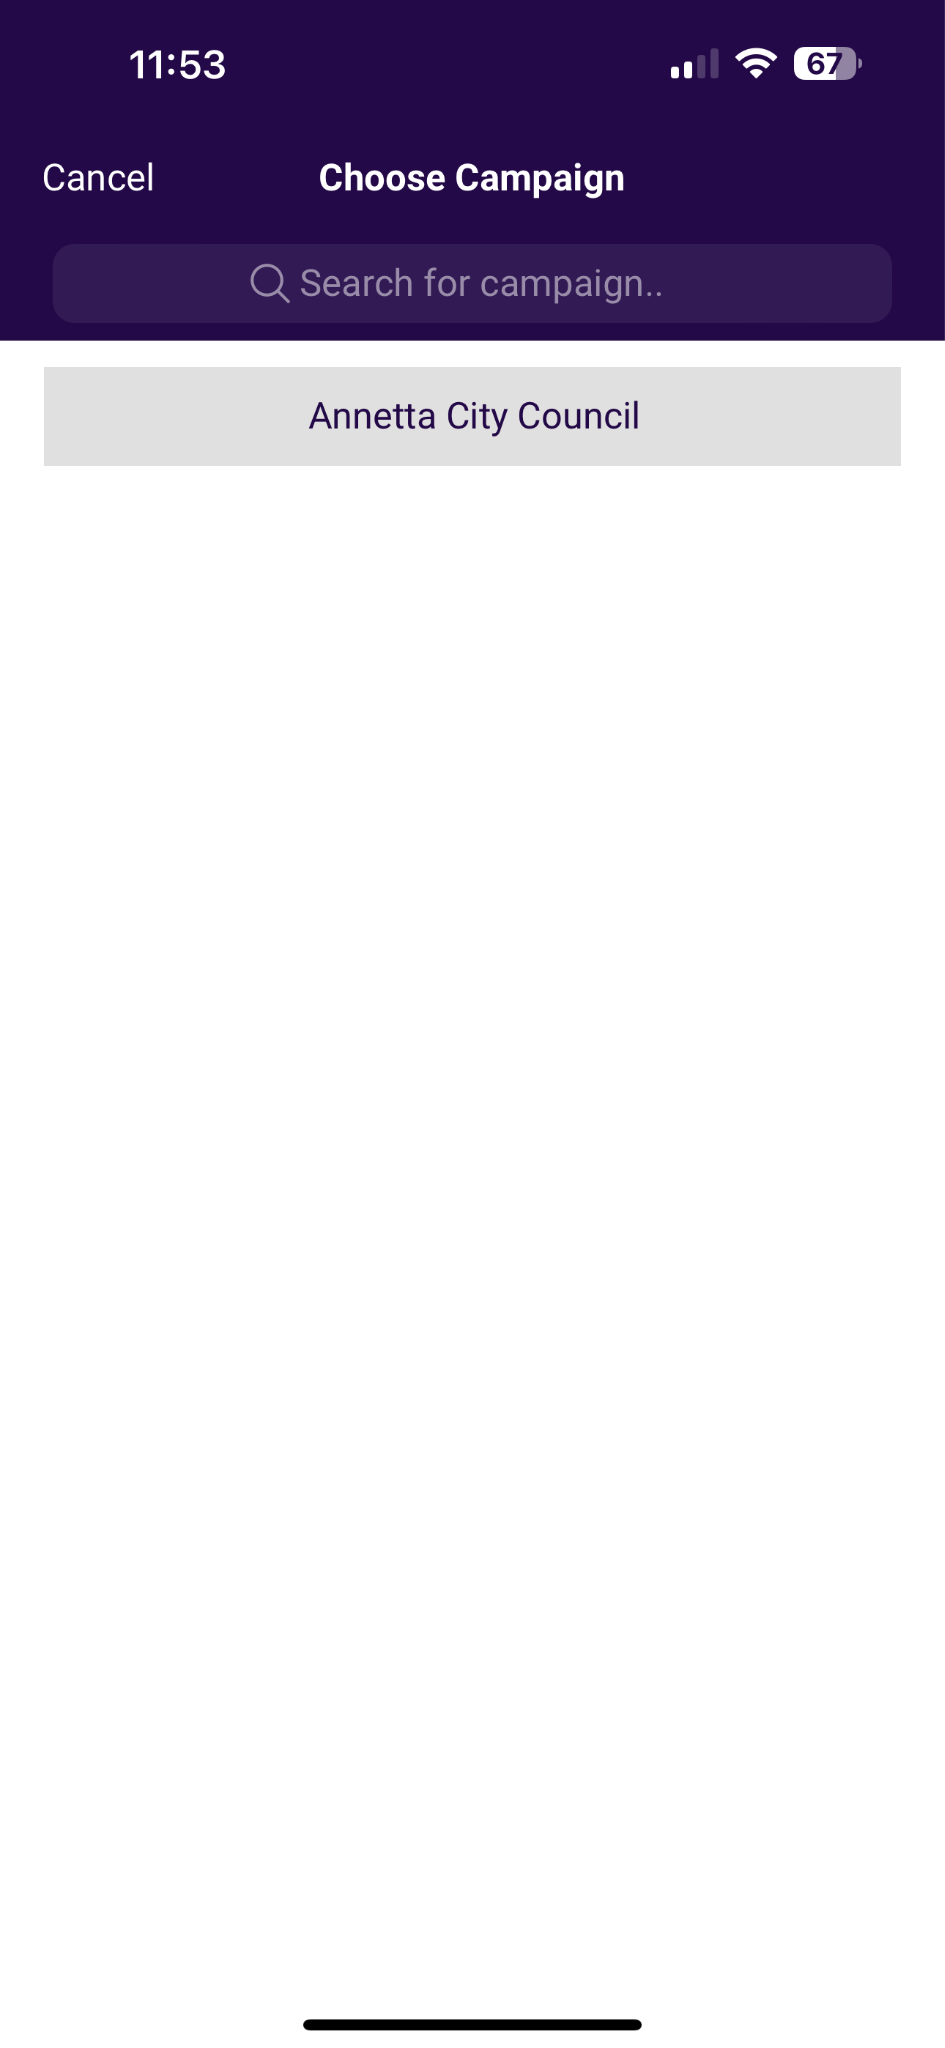 11:53
67
Cancel
Choose Campaign
Search for campaign..
Annetta City Council